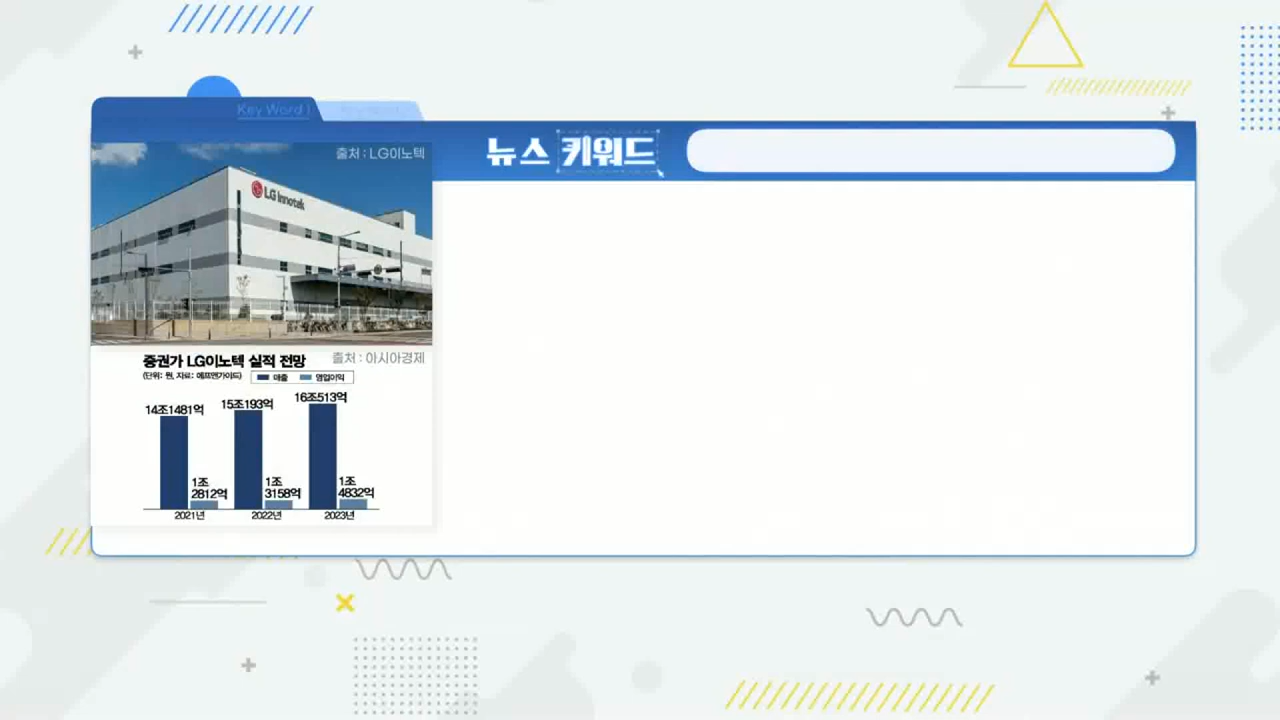 Key Word 1
뉴스 키워드
출처 : LG이노텍
LG Innotek
중권가 LG이노텍 실적 전망
출처 : 아시아경제
(단위: 원, 자료: 에프앤가이드)
매출
영업이익
14조1481억
15조193억
16조513억
1조
2812억
1조
3158억
1조
4832억
2021년
2022년
2023년